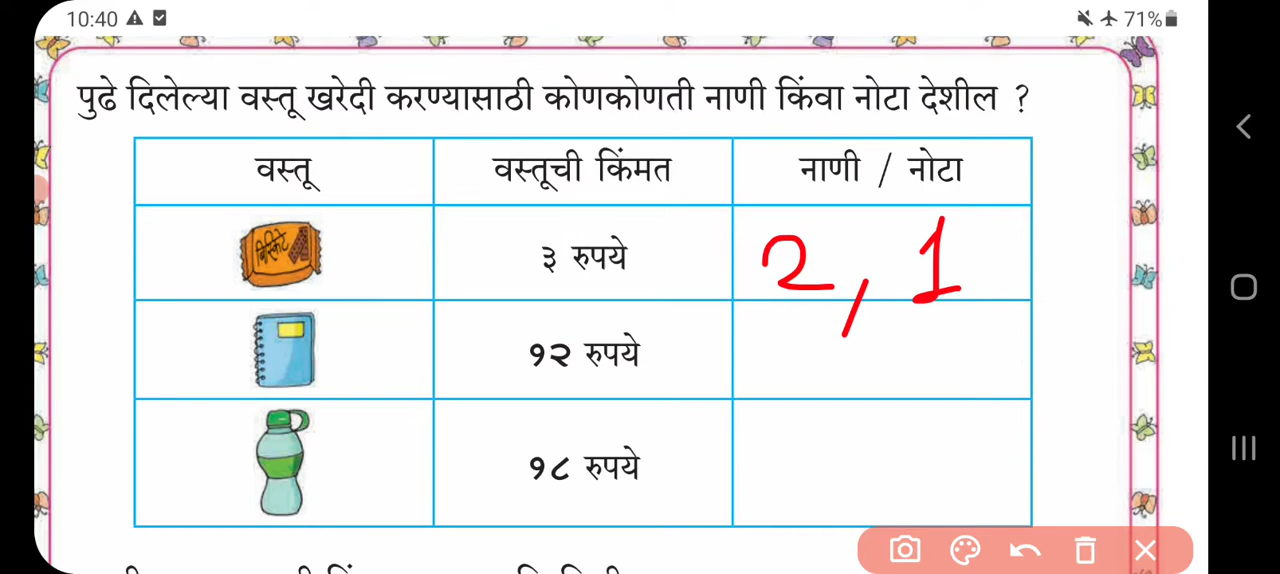 10:40 71%
पुढे दिलेल्या वस्तू खरेदी करण्यासाठी कोणकोणती नाणी किंवा नोटा देशील ?
वस्तू वस्तूची किंमत नाणी / नोटा
बिस्किट ३ रुपये 2, 1
१२ रुपये
१८ रुपये